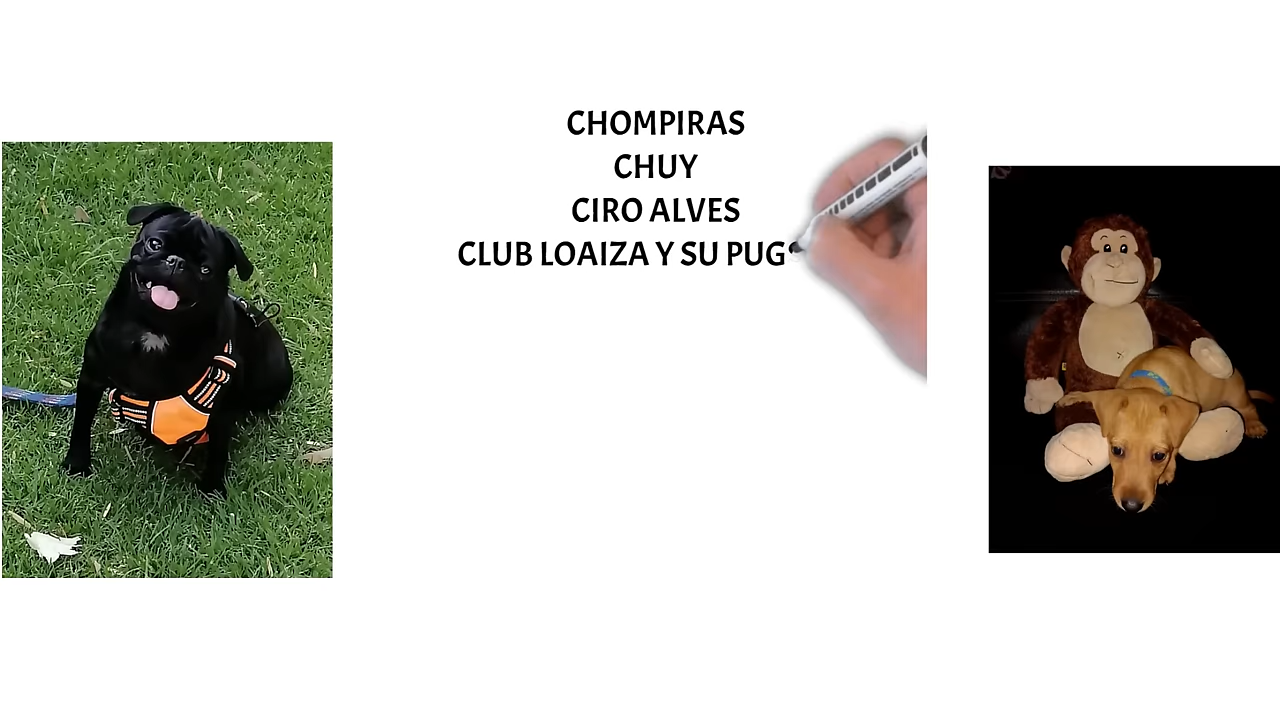 CHOMPIRAS
CHUY
CIRO ALVES
CLUB LOAIZA Y SU PUG